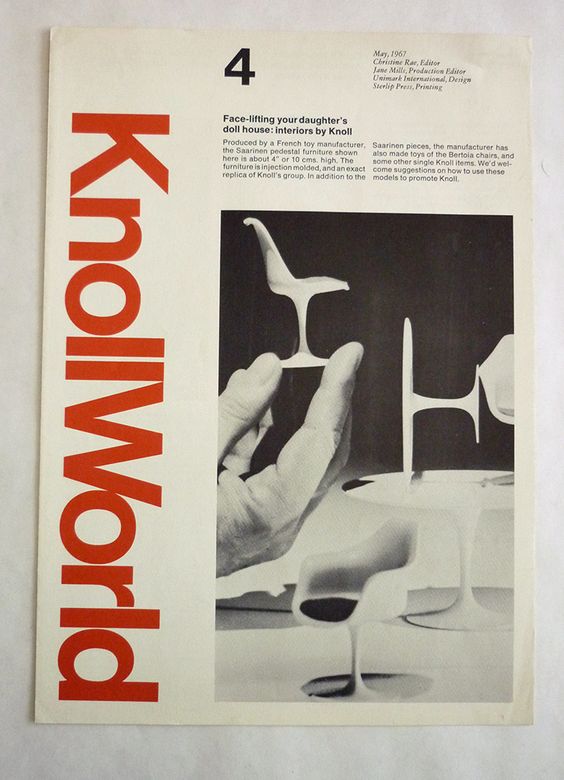 KnollWorld
4
May, 1967
Christine Rae, Editor
Jane Mills, Production Editor
Unimark International, Design
Sterlip Press, Printing
Face-lifting your daughter's
doll house: interiors by Knoll
Produced by a French toy manufacturer,
the Saarinen pedestal furniture shown
here is about 4" or 10 cms. high. The
furniture is injection molded, and an exact
replica of Knoll's group. In addition to the
Saarinen pieces, the manufacturer has
also made toys of the Bertoia chairs, and
some other single Knoll items. We'd wel-
come suggestions on how to use these
models to promote Knoll.